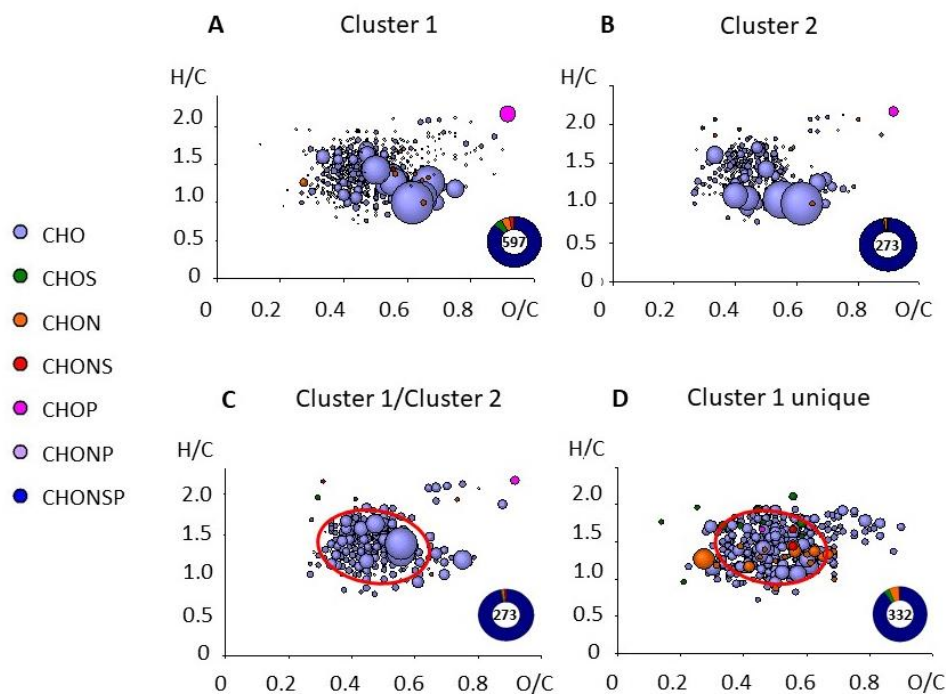 A Cluster 1
H/C
2.0
1.5
1.0
0.5
0
0 0.2 0.4 0.6 0.8 O/C
597
B Cluster 2
H/C
2.0
1.5
1.0
0.5
0
0 0.2 0.4 0.6 0.8 O/C
273
CHO
CHOS
CHON
CHONS
CHOP
CHONP
CHONSP
C Cluster 1/Cluster 2
H/C
2.0
1.5
1.0
0.5
0
0 0.2 0.4 0.6 0.8 O/C
273
D Cluster 1 unique
H/C
2.0
1.5
1.0
0.5
0
0 0.2 0.4 0.6 0.8 O/C
332